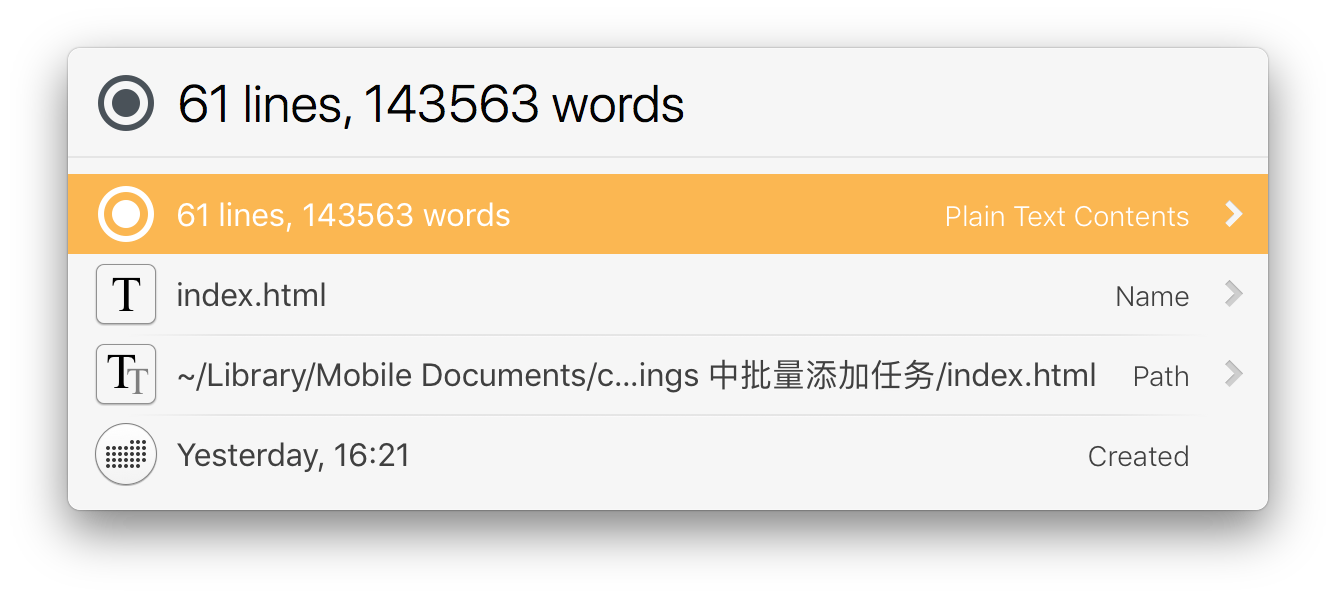 61 lines, 143563 words
61 lines, 143563 words Plain Text Contents
T index.html Name
TT ~/Library/Mobile Documents/c...ings 中批量添加任务/index.html Path
Yesterday, 16:21 Created